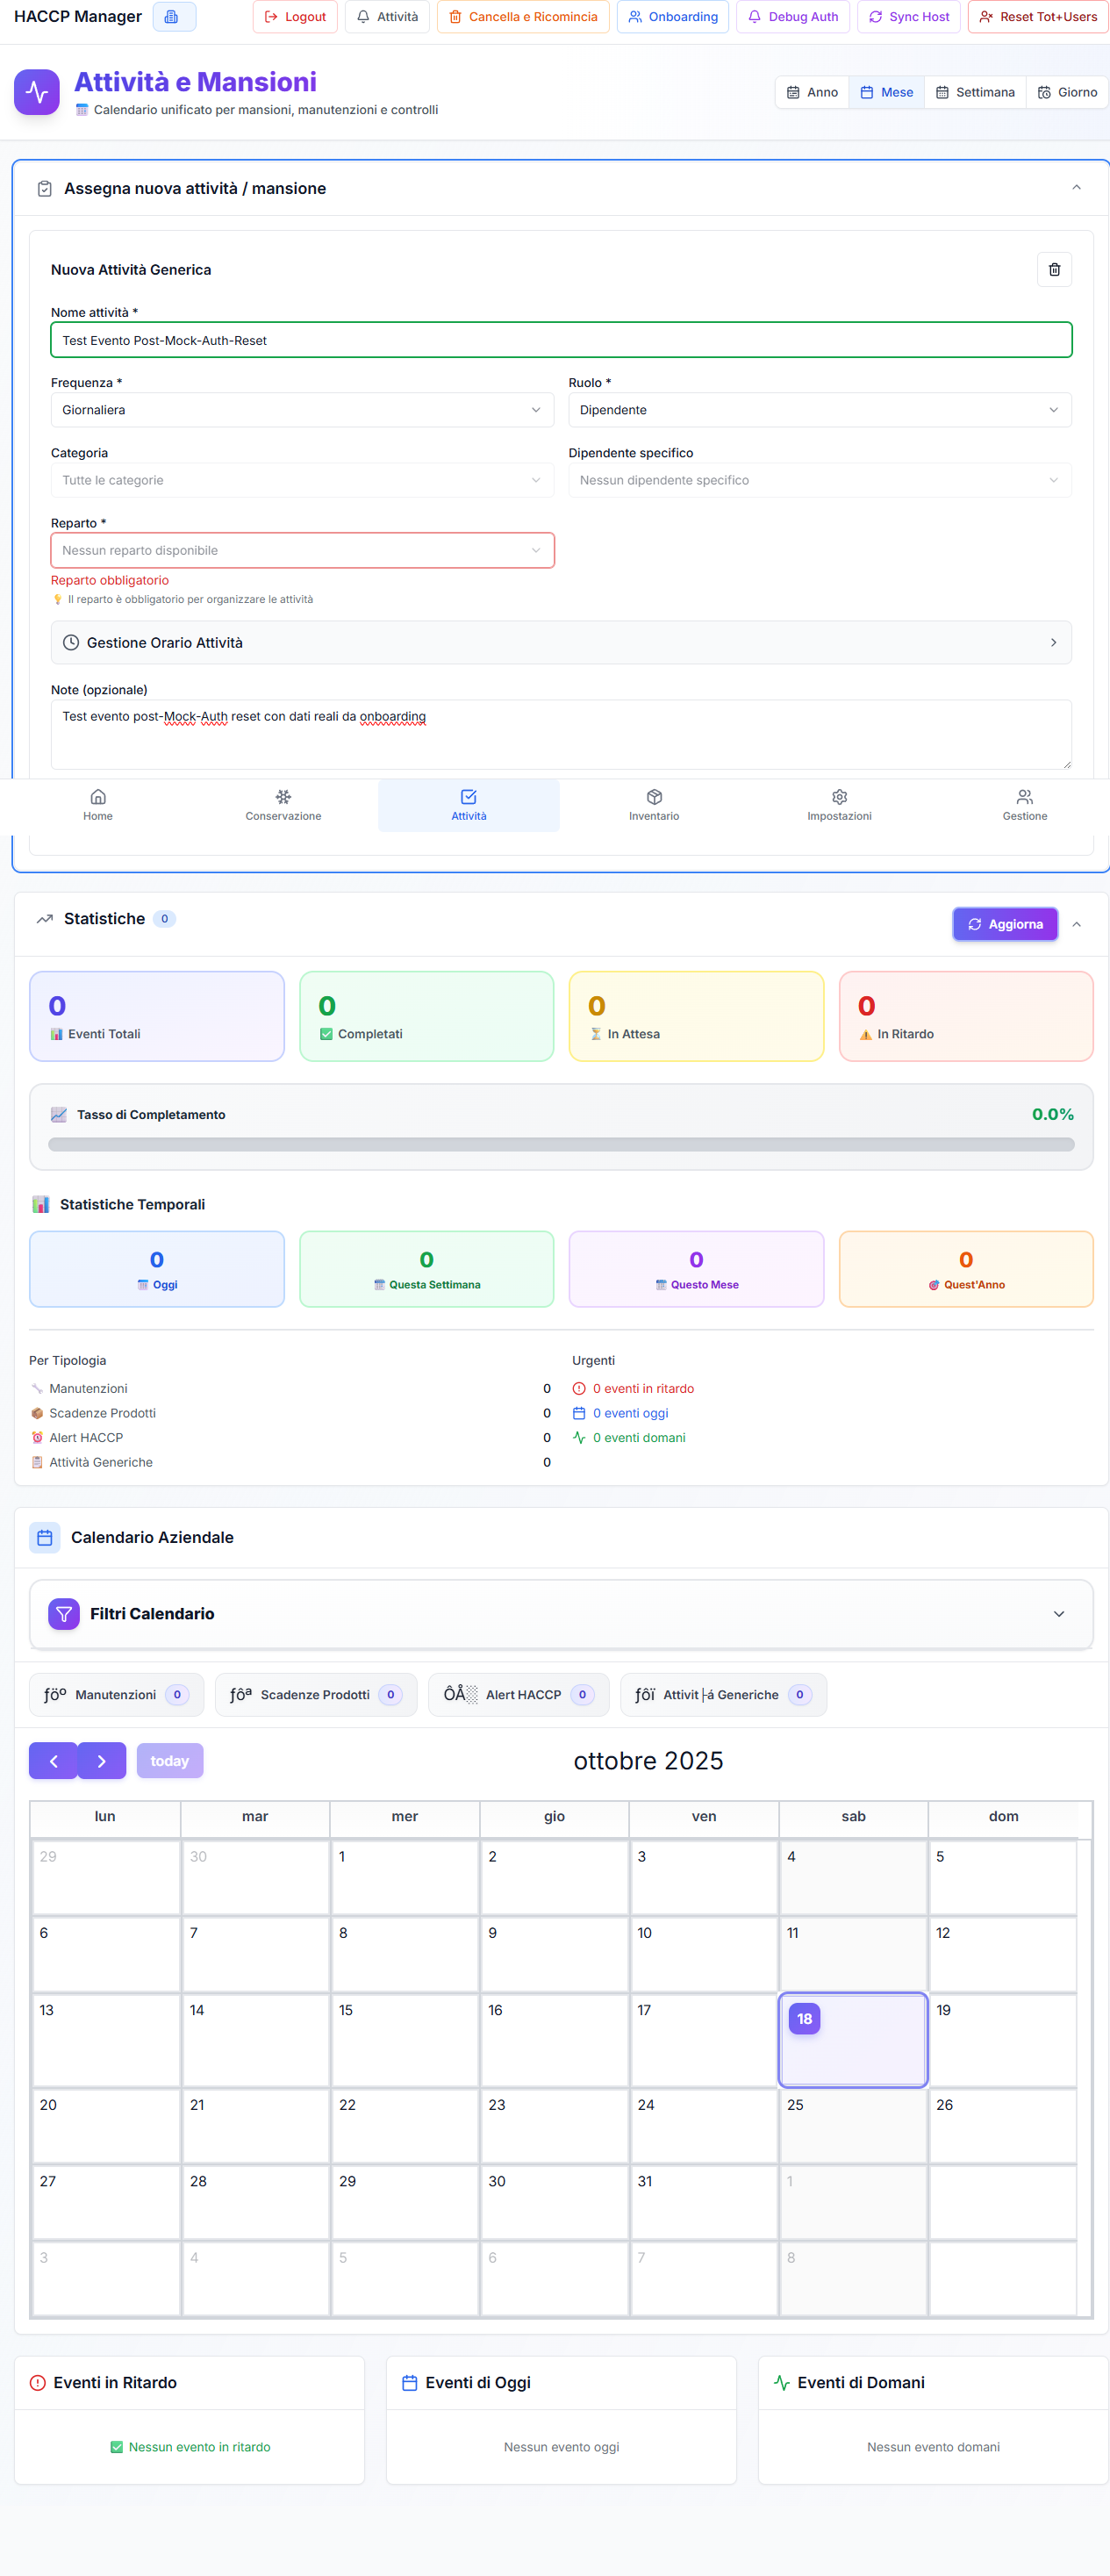 HACCP Manager
Logout
Attività
Cancella e Ricomincia
Onboarding
Debug Auth
Sync Host
Reset Tot+Users
Attività e Mansioni
Calendario unificato per mansioni, manutenzioni e controlli
Anno
Mese
Settimana
Giorno
Assegna nuova attività / mansione
Nuova Attività Generica
Nome attività *
Test Evento Post-Mock-Auth-Reset
Frequenza *
Ruolo *
Giornaliera
Dipendente
Categoria
Dipendente specifico
Tutte le categorie
Nessun dipendente specifico
Reparto *
Nessun reparto disponibile
Reparto obbligatorio
Il reparto è obbligatorio per organizzare le attività
Gestione Orario Attività
Note (opzionale)
Test evento post-Mock-Auth reset con dati reali da onboarding
Home
Conservazione
Attività
Inventario
Impostazioni
Gestione
Statistiche 0
Aggiorna
0
Eventi Totali
0
Completati
0
In Attesa
0
In Ritardo
Tasso di Completamento
0.0%
Statistiche Temporali
0
Oggi
0
Questa Settimana
0
Questo Mese
0
Quest'Anno
Per Tipologia
Manutenzioni 0
Scadenze Prodotti 0
Alert HACCP 0
Attività Generiche 0
Urgenti
0 eventi in ritardo
0 eventi oggi
0 eventi domani
Calendario Aziendale
Filtri Calendario
ƒöº Manutenzioni 0
ƒôª Scadenze Prodotti 0
ÔÅ░ Alert HACCP 0
ƒôï Attivit├á Generiche 0
today
ottobre 2025
lun mar mer gio ven sab dom
29 30 1 2 3 4 5
6 7 8 9 10 11 12
13 14 15 16 17 18 19
20 21 22 23 24 25 26
27 28 29 30 31 1
3 4 5 6 7 8
Eventi in Ritardo
Nessun evento in ritardo
Eventi di Oggi
Nessun evento oggi
Eventi di Domani
Nessun evento domani